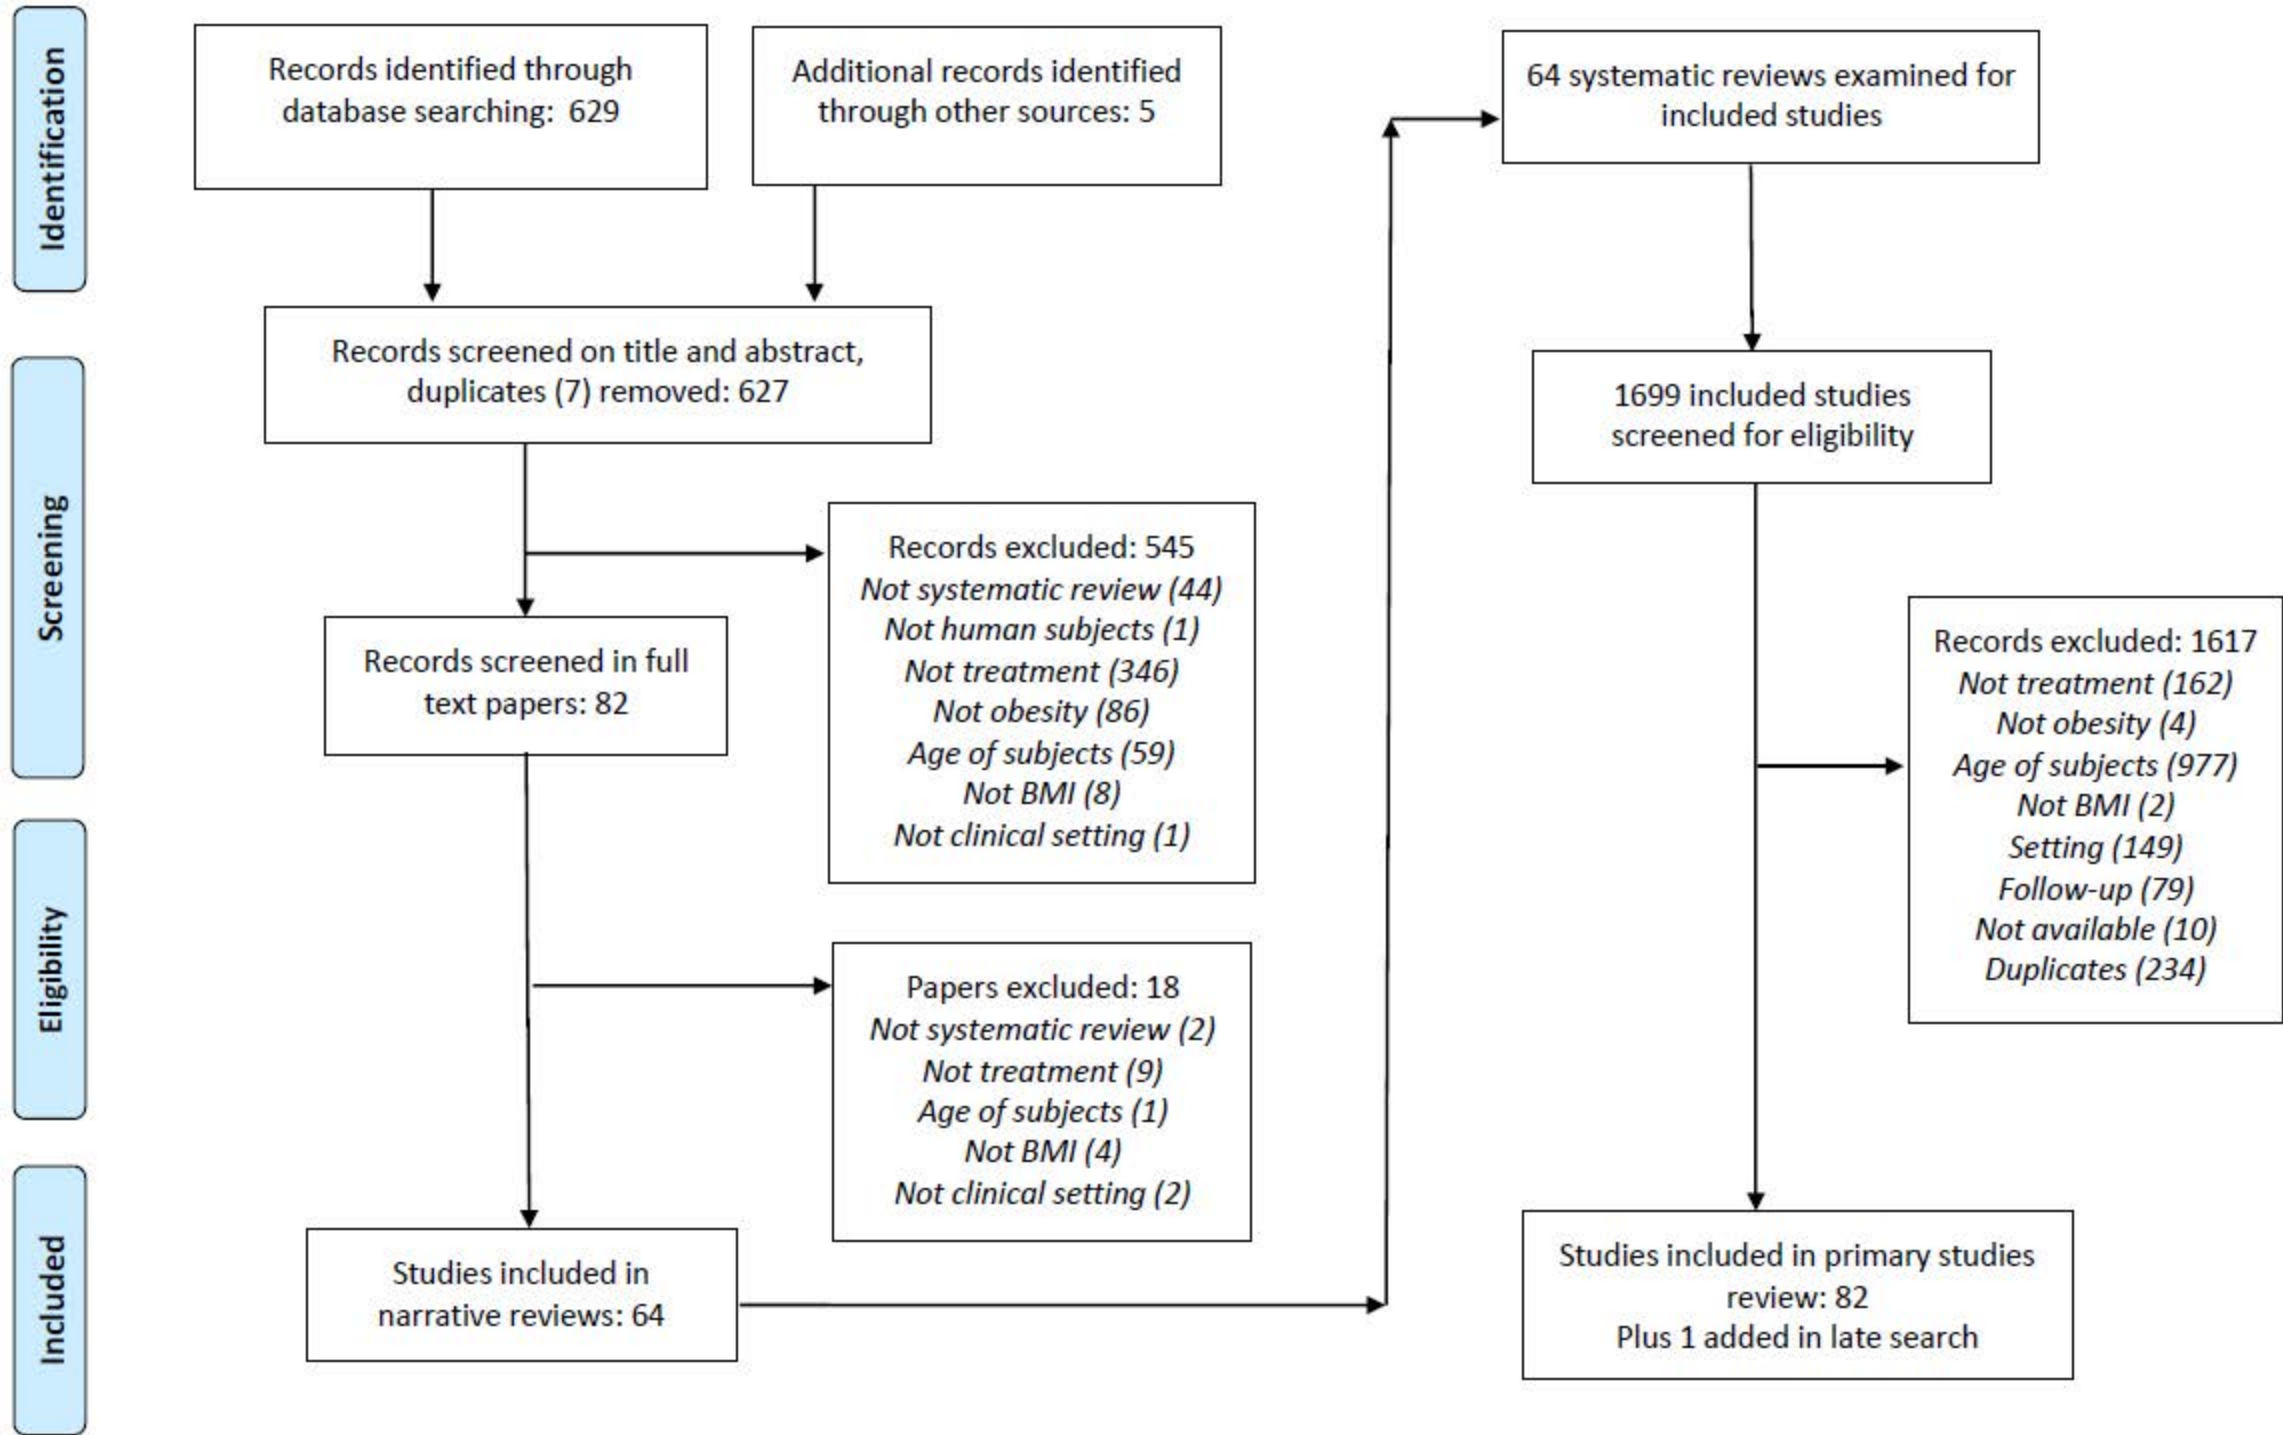 Identification
Records identified through
database searching:  629
Additional records identified
through other sources: 5
Records screened on title and abstract,
duplicates (7) removed: 627
Screening
Records excluded: 545
Not systematic review (44)
Not human subjects (1)
Not treatment (346)
Not obesity (86)
Age of subjects (59)
Not BMI (8)
Not clinical setting (1)
Records screened in full
text papers: 82
Eligibility
Papers excluded: 18
Not systematic review (2)
Not treatment (9)
Age of subjects (1)
Not BMI (4)
Not clinical setting (2)
Included
Studies included in
narrative reviews: 64
64 systematic reviews examined for
included studies
1699 included studies
screened for eligibility
Records excluded: 1617
Not treatment (162)
Not obesity (4)
Age of subjects (977)
Not BMI (2)
Setting (149)
Follow-up (79)
Not available (10)
Duplicates (234)
Studies included in primary studies
review: 82
Plus 1 added in late search